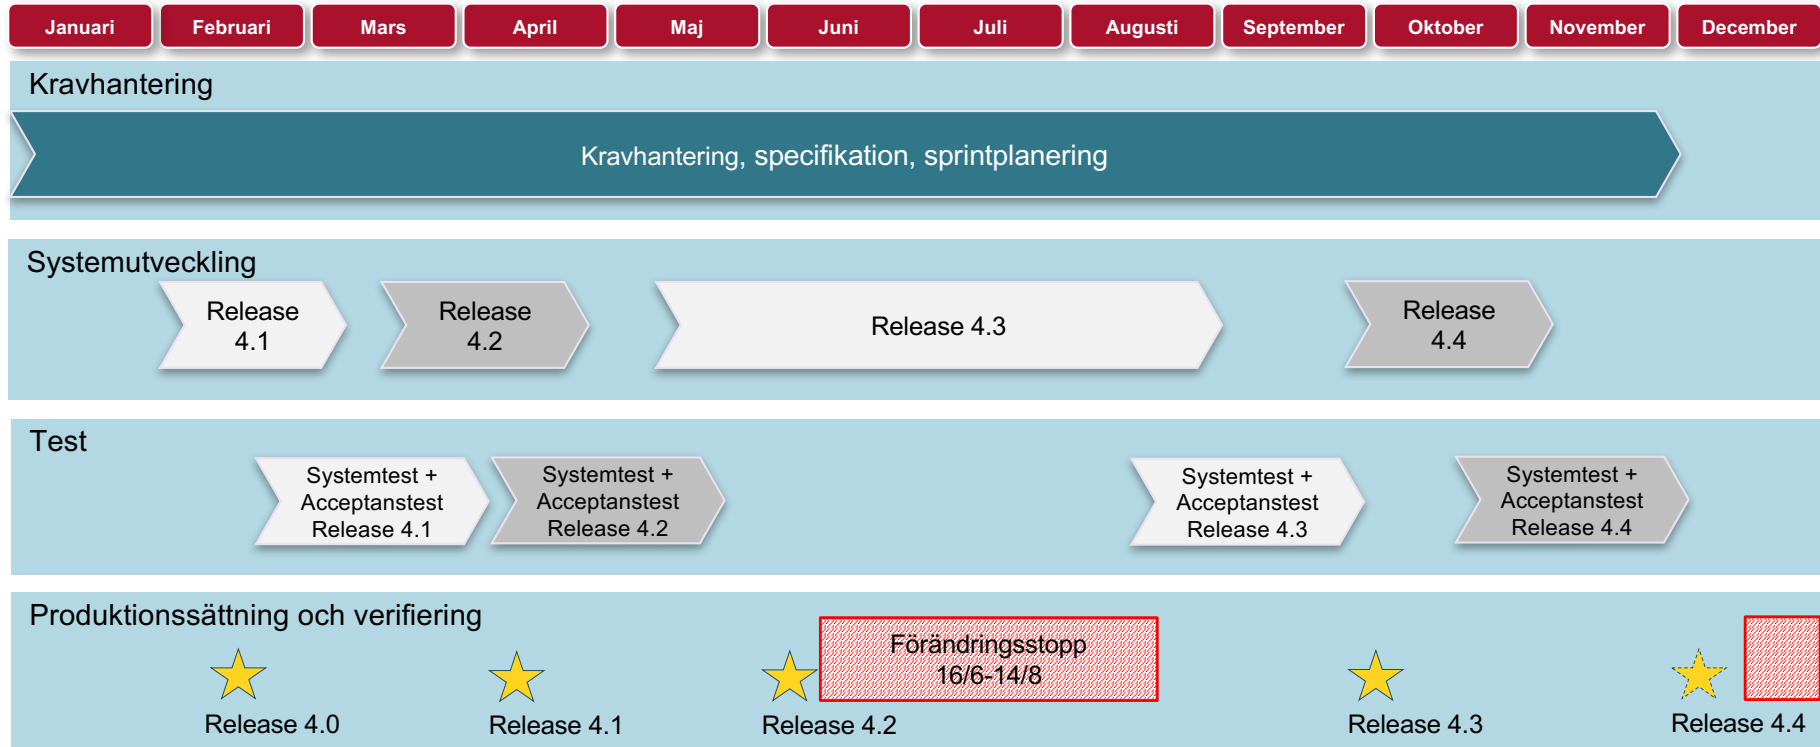 Januari
Februari
Mars
April
Maj
Juni
Juli
Augusti
September
Oktober
November
December
Kravhantering
Kravhantering, specifikation, sprintplanering
Systemutveckling
Release
4.1
Release
4.2
Release 4.3
Release
4.4
Test
Systemtest +
Acceptanstest
Release 4.1
Systemtest +
Acceptanstest
Release 4.2
Systemtest +
Acceptanstest
Release 4.3
Systemtest +
Acceptanstest
Release 4.4
Produktionssättning och verifiering
Förändringsstopp
16/6-14/8
Release 4.0
Release 4.1
Release 4.2
Release 4.3
Release 4.4